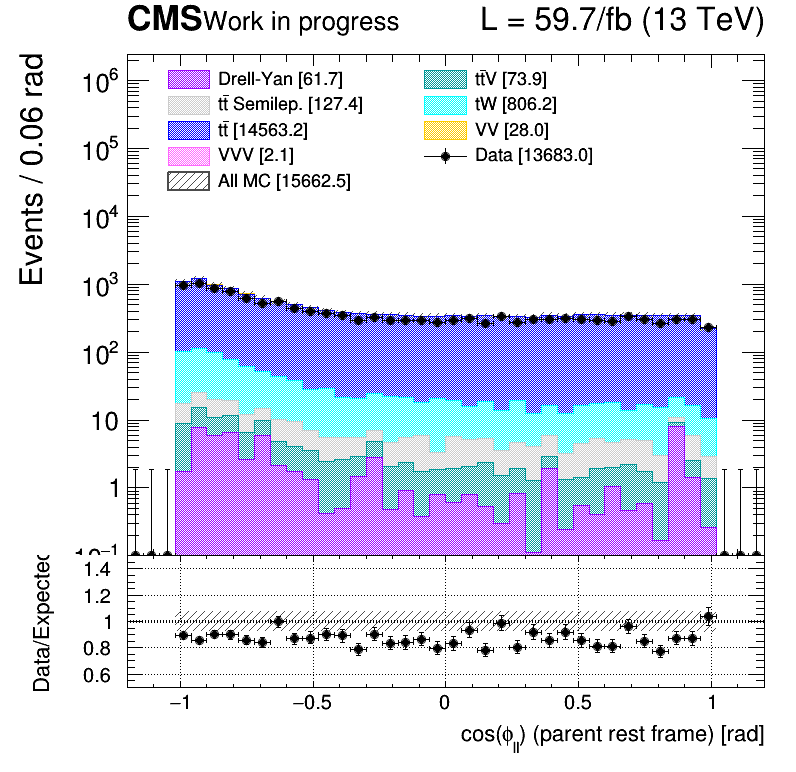 CMS Work in progress L = 59.7/fb (13 TeV)
Events / 0.06 rad
10⁶
10⁵
10⁴
10³
10²
10
1
10⁻¹
Drell-Yan [61.7]
tt̄ Semilep. [127.4]
tt̄ [14563.2]
VVV [2.1]
All MC [15662.5]
tt̄V [73.9]
tW [806.2]
VV [28.0]
Data [13683.0]
Data/Expected
1.4
1.2
1
0.8
0.6
−1 −0.5 0 0.5 1
cos(ϕ_ll) (parent rest frame) [rad]